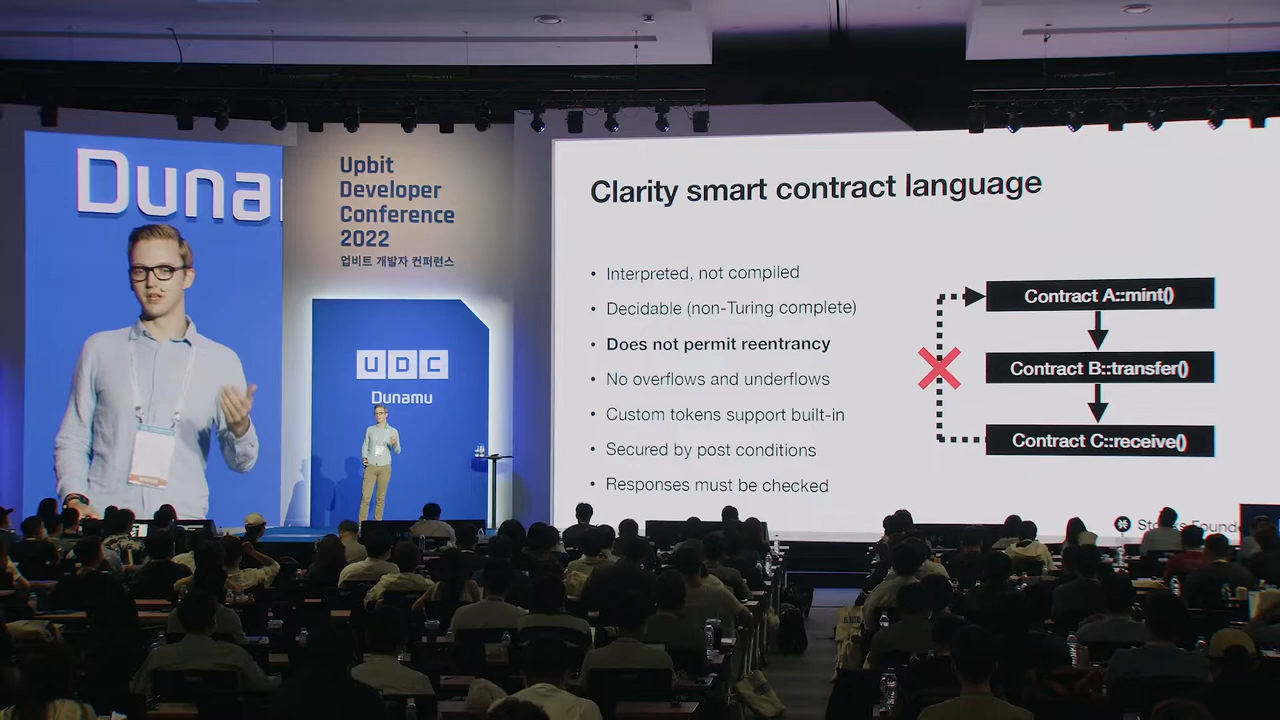 Duna
Upbit
Developer
Conference
2022
업비트 개발자 컨퍼런스
UDC
Dunamu
Clarity smart contract language
• Interpreted, not compiled
• Decidable (non-Turing complete)
• Does not permit reentrancy
• No overflows and underflows
• Custom tokens support built-in
• Secured by post conditions
• Responses must be checked
Contract A::mint()
Contract B::transfer()
Contract C::receive()